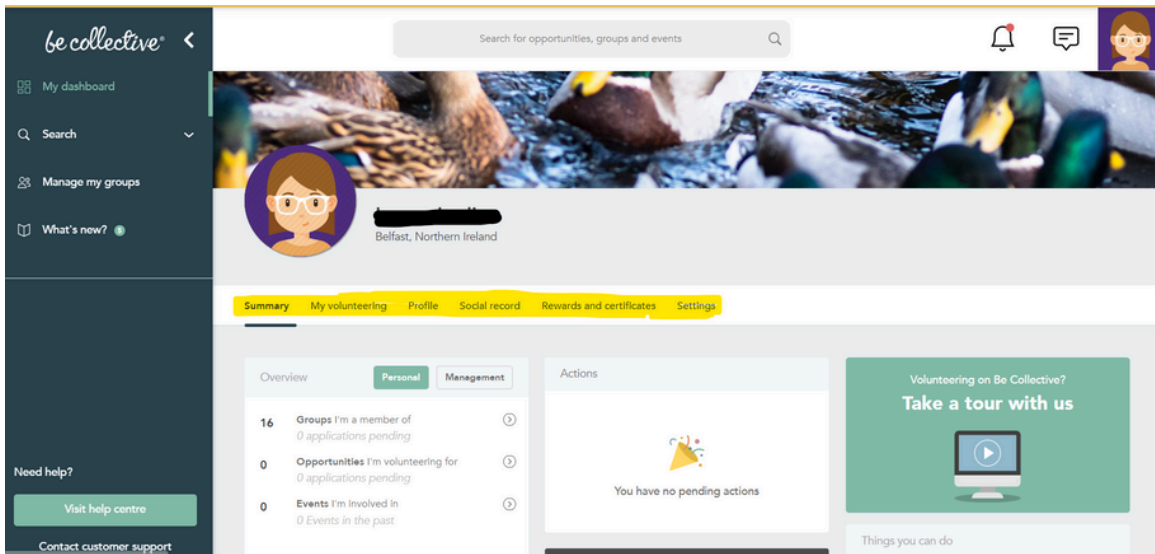 be collective®
Search for opportunities, groups and events
My dashboard
Search
Manage my groups
What's new?
Belfast, Northern Ireland
Summary My volunteering Profile Social record Rewards and certificates Settings
Overview Personal Management
16 Groups I'm a member of
0 applications pending
0 Opportunities I'm volunteering for
0 applications pending
0 Events I'm involved in
0 Events in the past
Actions
You have no pending actions
Volunteering on Be Collective?
Take a tour with us
Things you can do
Need help?
Visit help centre
Contact customer support